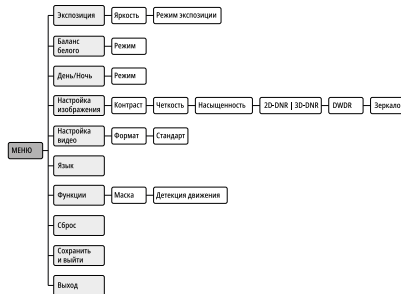 Экспозиция
Яркость
Режим экспозиции
Баланс
белого
Режим
День/Ночь
Режим
Настройка
изображения
Контраст
Четкость
Насыщенность
2D-DNR | 3D-DNR
DWDR
Зеркало
Настройка
видео
Формат
Стандарт
МЕНЮ
Язык
Функции
Маска
Детекция движения
Сброс
Сохранить
и выйти
Выход